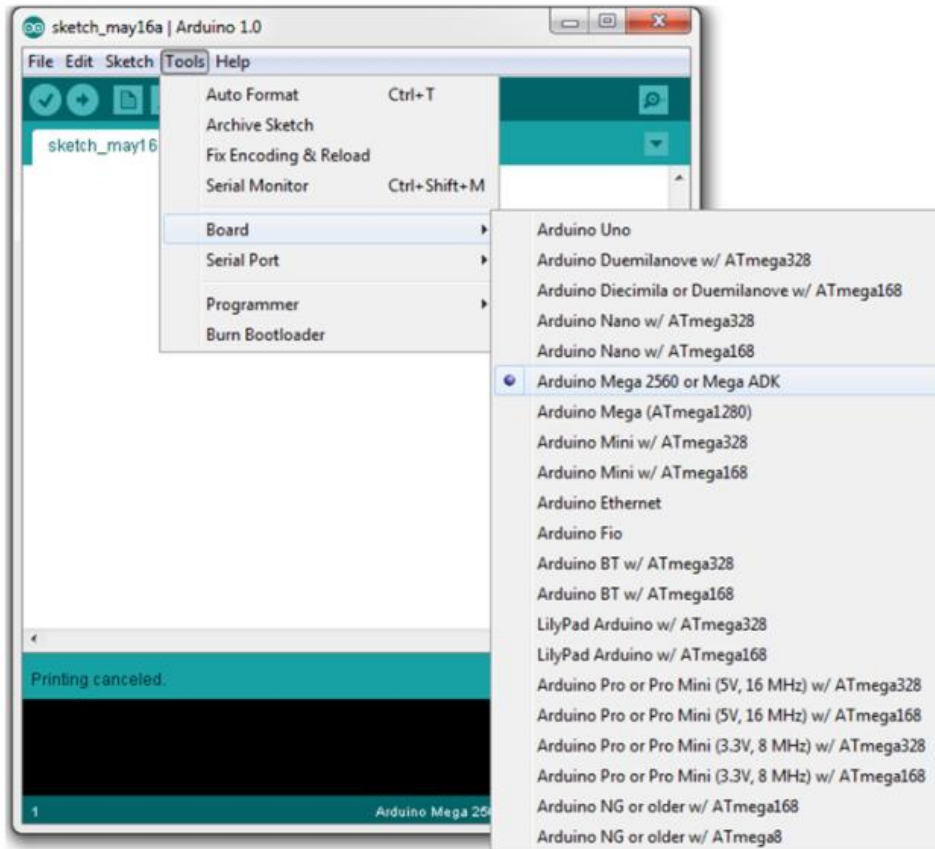 sketch_may16a | Arduino 1.0
File Edit Sketch Tools Help
Auto Format Ctrl+T
Archive Sketch
Fix Encoding & Reload
Serial Monitor Ctrl+Shift+M
Board
Serial Port
Programmer
Burn Bootloader
sketch_may16
Arduino Uno
Arduino Duemilanove w/ ATmega328
Arduino Diecimila or Duemilanove w/ ATmega168
Arduino Nano w/ ATmega328
Arduino Nano w/ ATmega168
Arduino Mega 2560 or Mega ADK
Arduino Mega (ATmega1280)
Arduino Mini w/ ATmega328
Arduino Mini w/ ATmega168
Arduino Ethernet
Arduino Fio
Arduino BT w/ ATmega328
Arduino BT w/ ATmega168
LilyPad Arduino w/ ATmega328
LilyPad Arduino w/ ATmega168
Arduino Pro or Pro Mini (5V, 16 MHz) w/ ATmega328
Arduino Pro or Pro Mini (5V, 16 MHz) w/ ATmega168
Arduino Pro or Pro Mini (3.3V, 8 MHz) w/ ATmega328
Arduino Pro or Pro Mini (3.3V, 8 MHz) w/ ATmega168
Arduino NG or older w/ ATmega168
Arduino NG or older w/ ATmega8
Printing canceled.
1 Arduino Mega 256